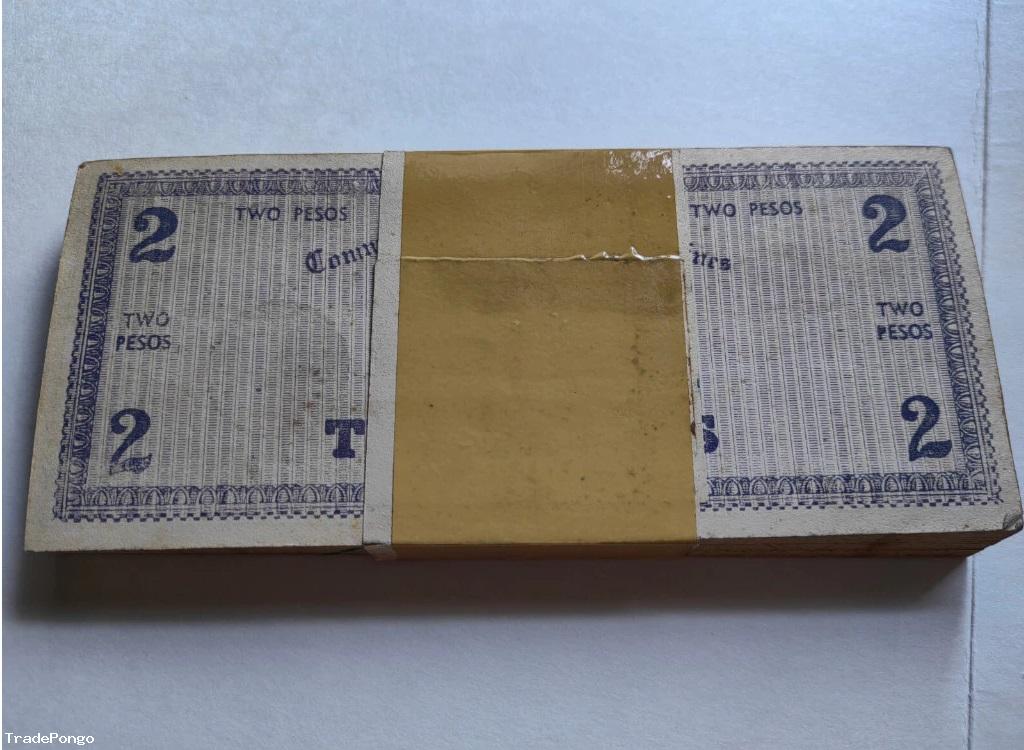 2 TWO PESOS TWO PESOS 2
TWO PESOS TWO PESOS
2 2
TradePongo